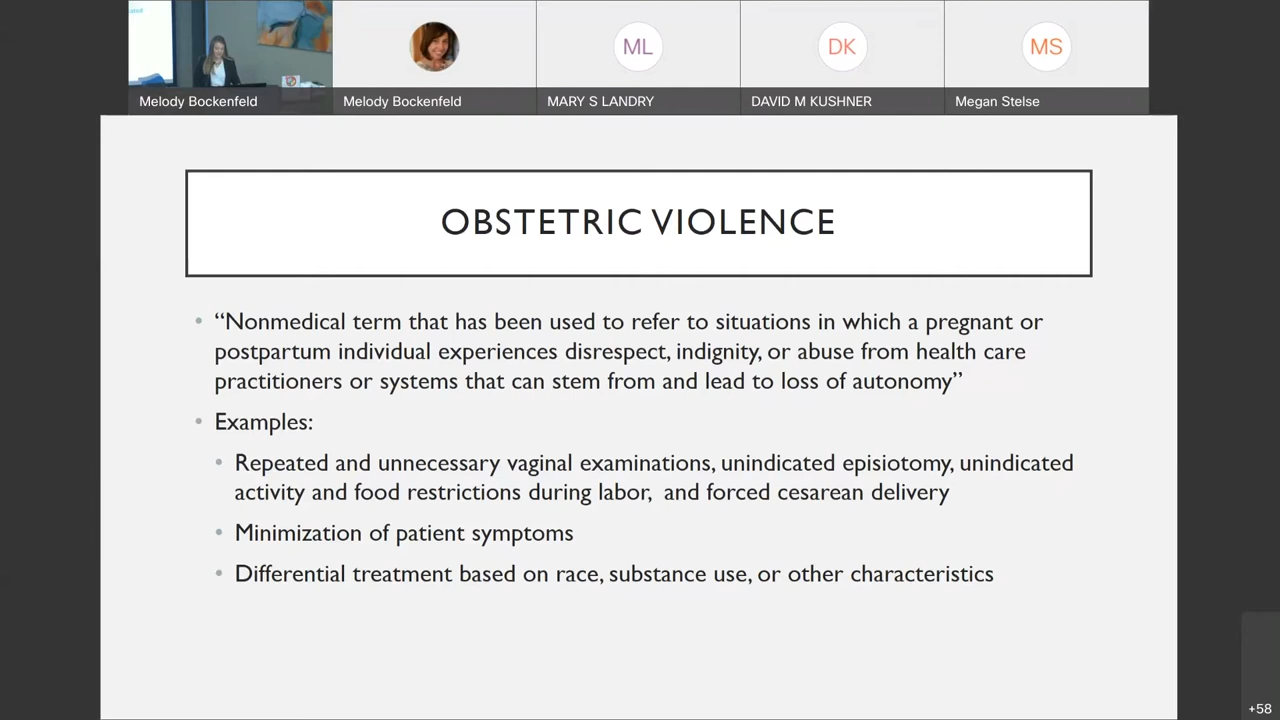 ML
DK
MS
Melody Bockenfeld
Melody Bockenfeld
MARY S LANDRY
DAVID M KUSHNER
Megan Stelse
OBSTETRIC VIOLENCE
• “Nonmedical term that has been used to refer to situations in which a pregnant or
postpartum individual experiences disrespect, indignity, or abuse from health care
practitioners or systems that can stem from and lead to loss of autonomy”
• Examples:
• Repeated and unnecessary vaginal examinations, unindicated episiotomy, unindicated
activity and food restrictions during labor, and forced cesarean delivery
• Minimization of patient symptoms
• Differential treatment based on race, substance use, or other characteristics
+58